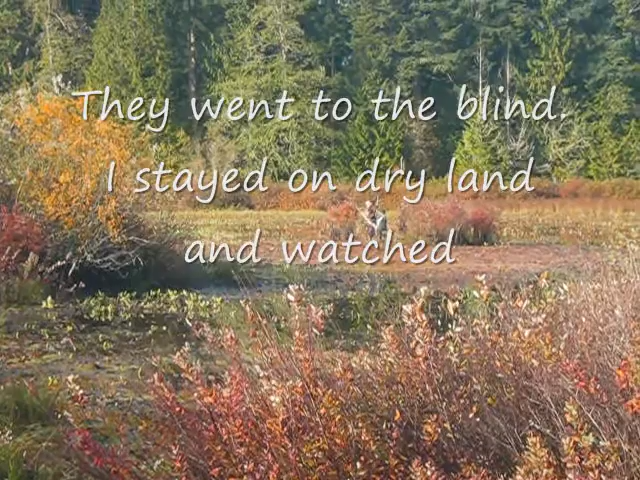 They went to the blind.
I stayed on dry land
and watched